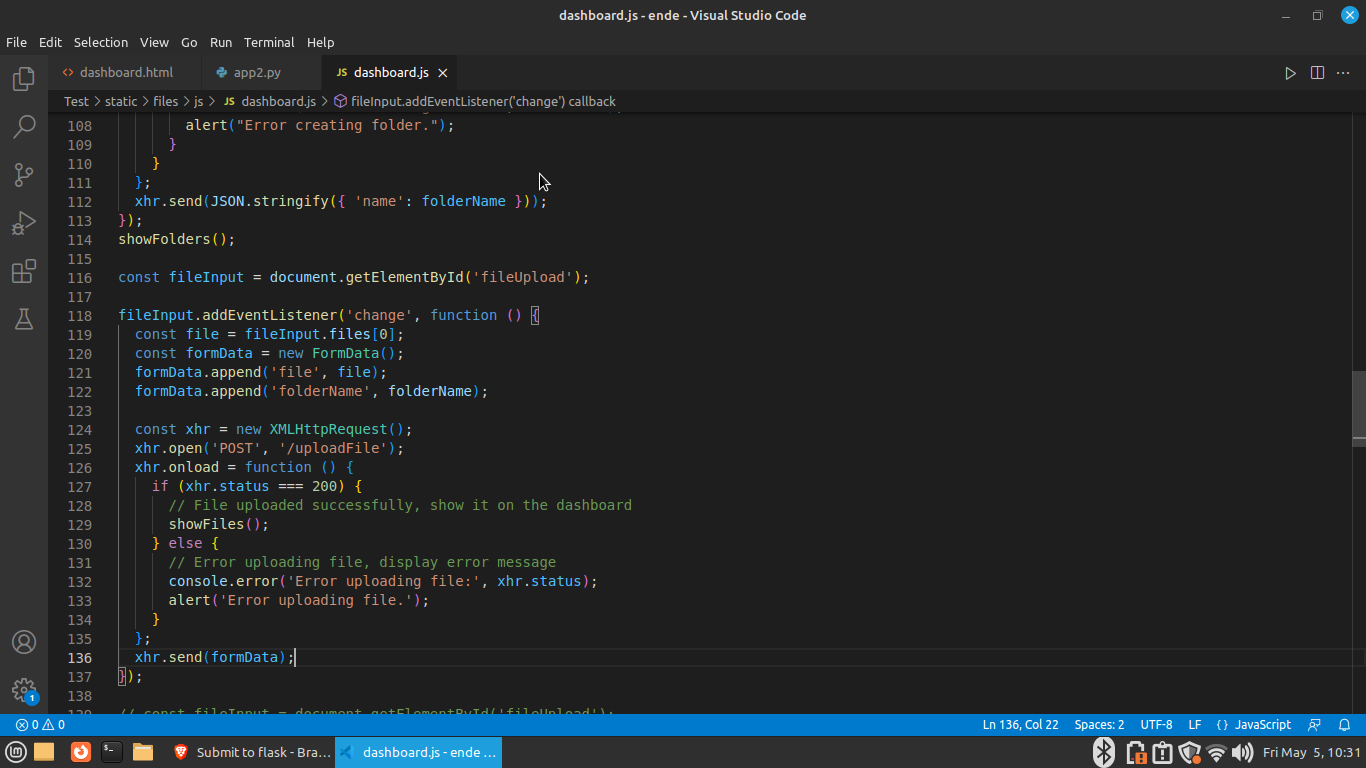 dashboard.js - ende - Visual Studio Code
File Edit Selection View Go Run Terminal Help
dashboard.html app2.py JS dashboard.js
Test > static > files > js > JS dashboard.js > fileInput.addEventListener('change') callback
108 alert("Error creating folder.");
109 }
110 }
111 };
112 xhr.send(JSON.stringify({ 'name': folderName }));
113 });
114 showFolders();
115
116 const fileInput = document.getElementById('fileUpload');
117
118 fileInput.addEventListener('change', function () {
119 const file = fileInput.files[0];
120 const formData = new FormData();
121 formData.append('file', file);
122 formData.append('folderName', folderName);
123
124 const xhr = new XMLHttpRequest();
125 xhr.open('POST', '/uploadFile');
126 xhr.onload = function () {
127 if (xhr.status === 200) {
128 // File uploaded successfully, show it on the dashboard
129 showFiles();
130 } else {
131 // Error uploading file, display error message
132 console.error('Error uploading file:', xhr.status);
133 alert('Error uploading file.');
134 }
135 };
136 xhr.send(formData);
137 });
138
139 // const fileInput = document.getElementById('fileUpload');
1
0 0 Ln 136, Col 22 Spaces: 2 UTF-8 LF {} JavaScript
Submit to flask - Bra... dashboard.js - ende ... Fri May 5, 10:31